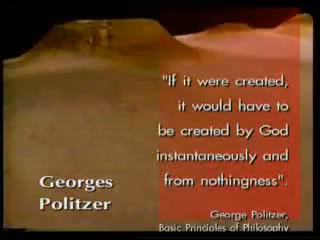 "If it were created,
it would have to
be created by God
instantaneously and
from nothingness".
George Politzer,
Basic Principles of Philosophy
Georges
Politzer